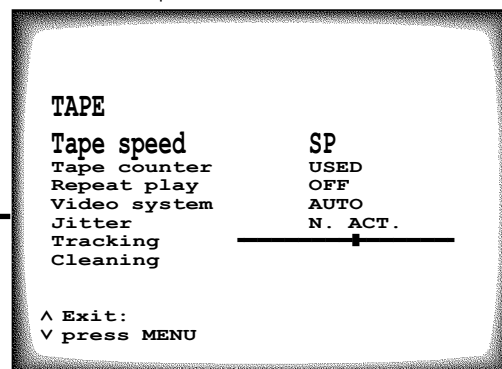 TAPE
Tape speed SP
Tape counter USED
Repeat play OFF
Video system AUTO
Jitter N. ACT.
Tracking
Cleaning
∧ Exit:
∨ press MENU